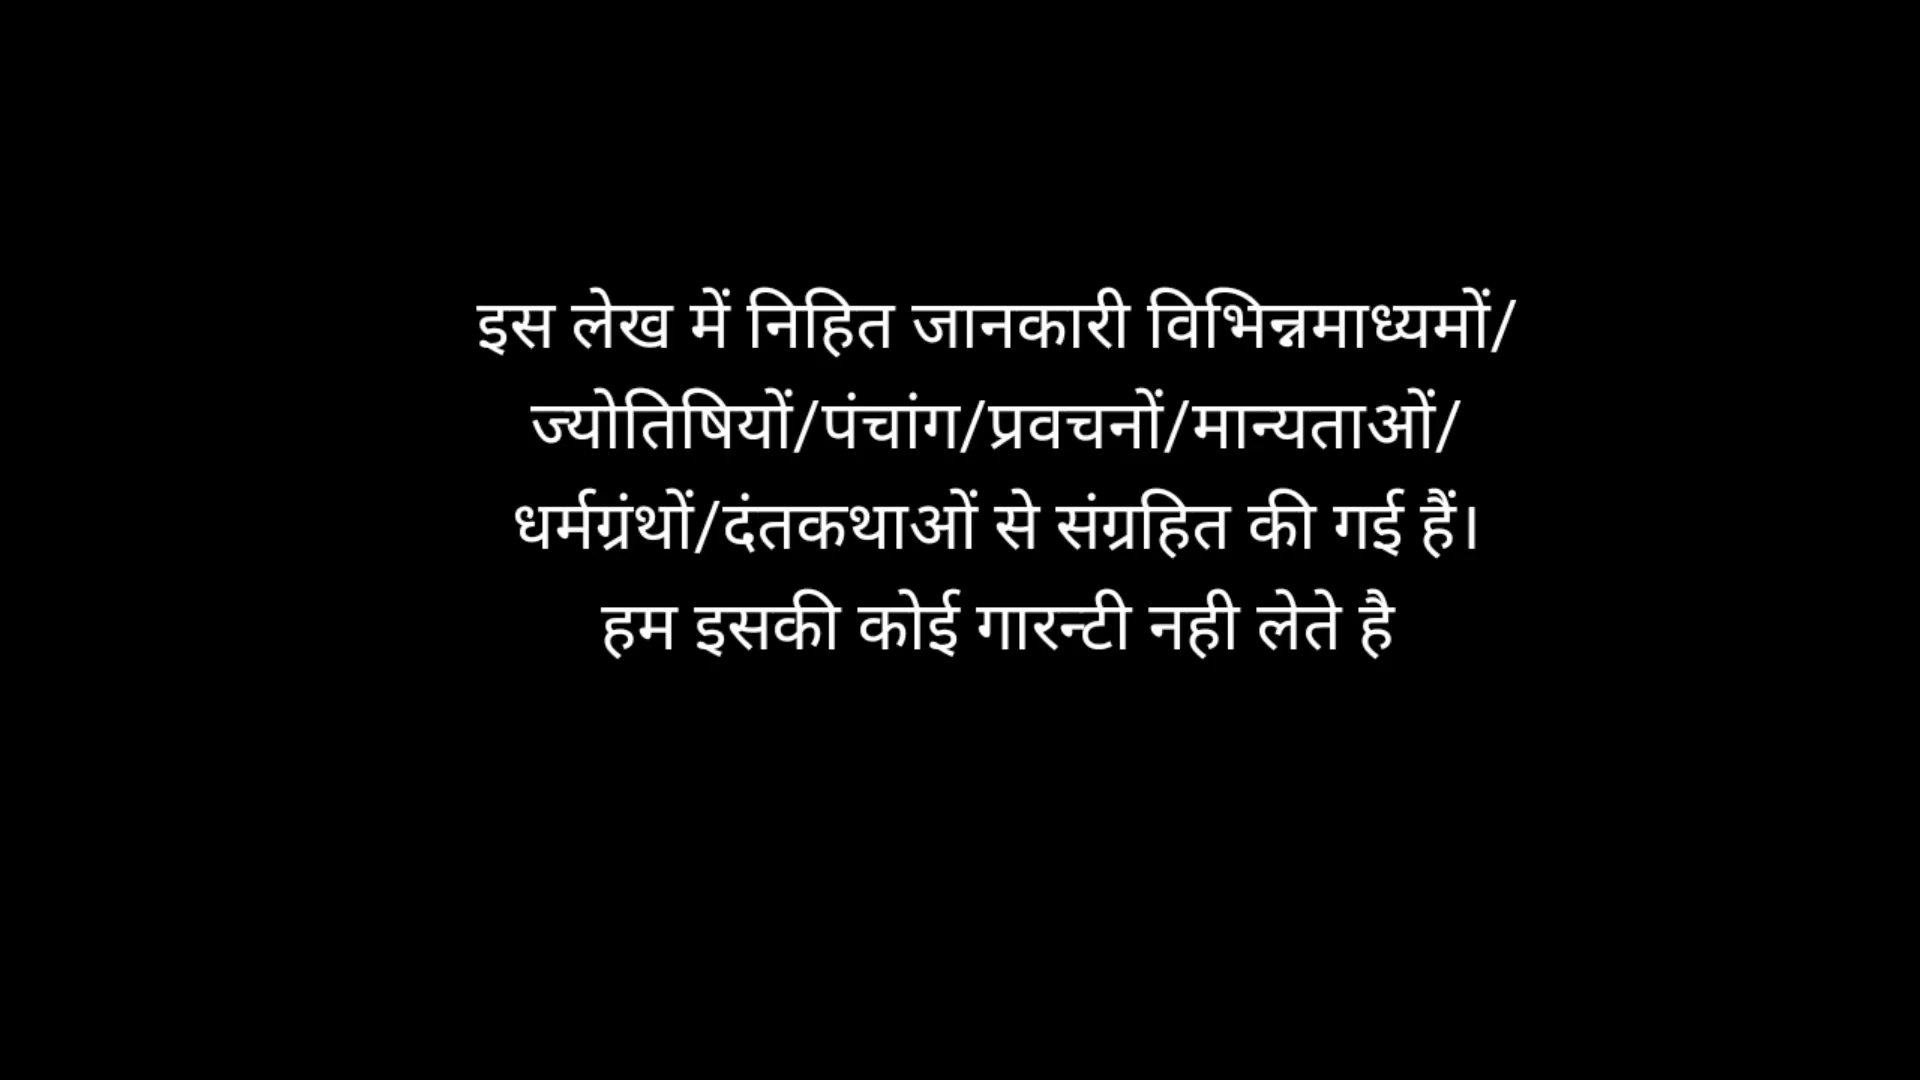 इस लेख में निहित जानकारी विभिन्नमाध्यमों/
ज्योतिषियों/पंचांग/प्रवचनों/मान्यताओं/
धर्मग्रंथों/दंतकथाओं से संग्रहित की गई हैं।
हम इसकी कोई गारन्टी नही लेते है